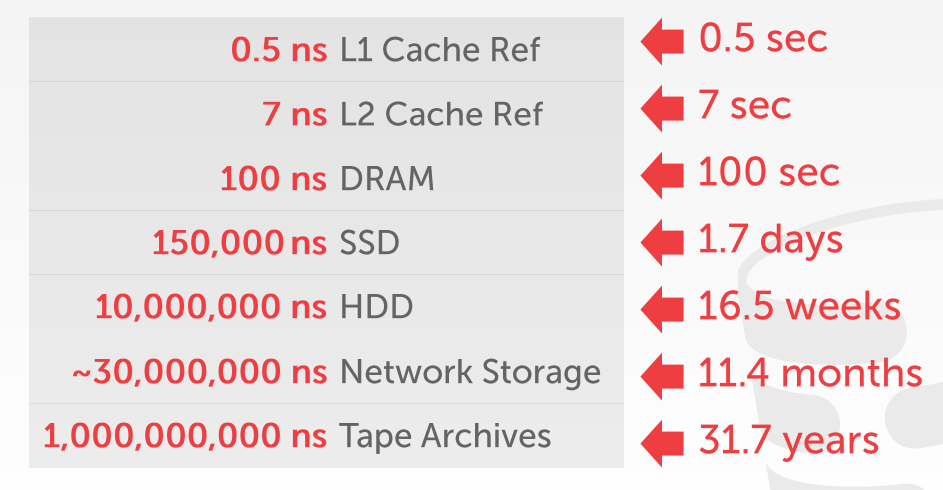 0.5 ns L1 Cache Ref 0.5 sec
7 ns L2 Cache Ref 7 sec
100 ns DRAM 100 sec
150,000 ns SSD 1.7 days
10,000,000 ns HDD 16.5 weeks
~30,000,000 ns Network Storage 11.4 months
1,000,000,000 ns Tape Archives 31.7 years